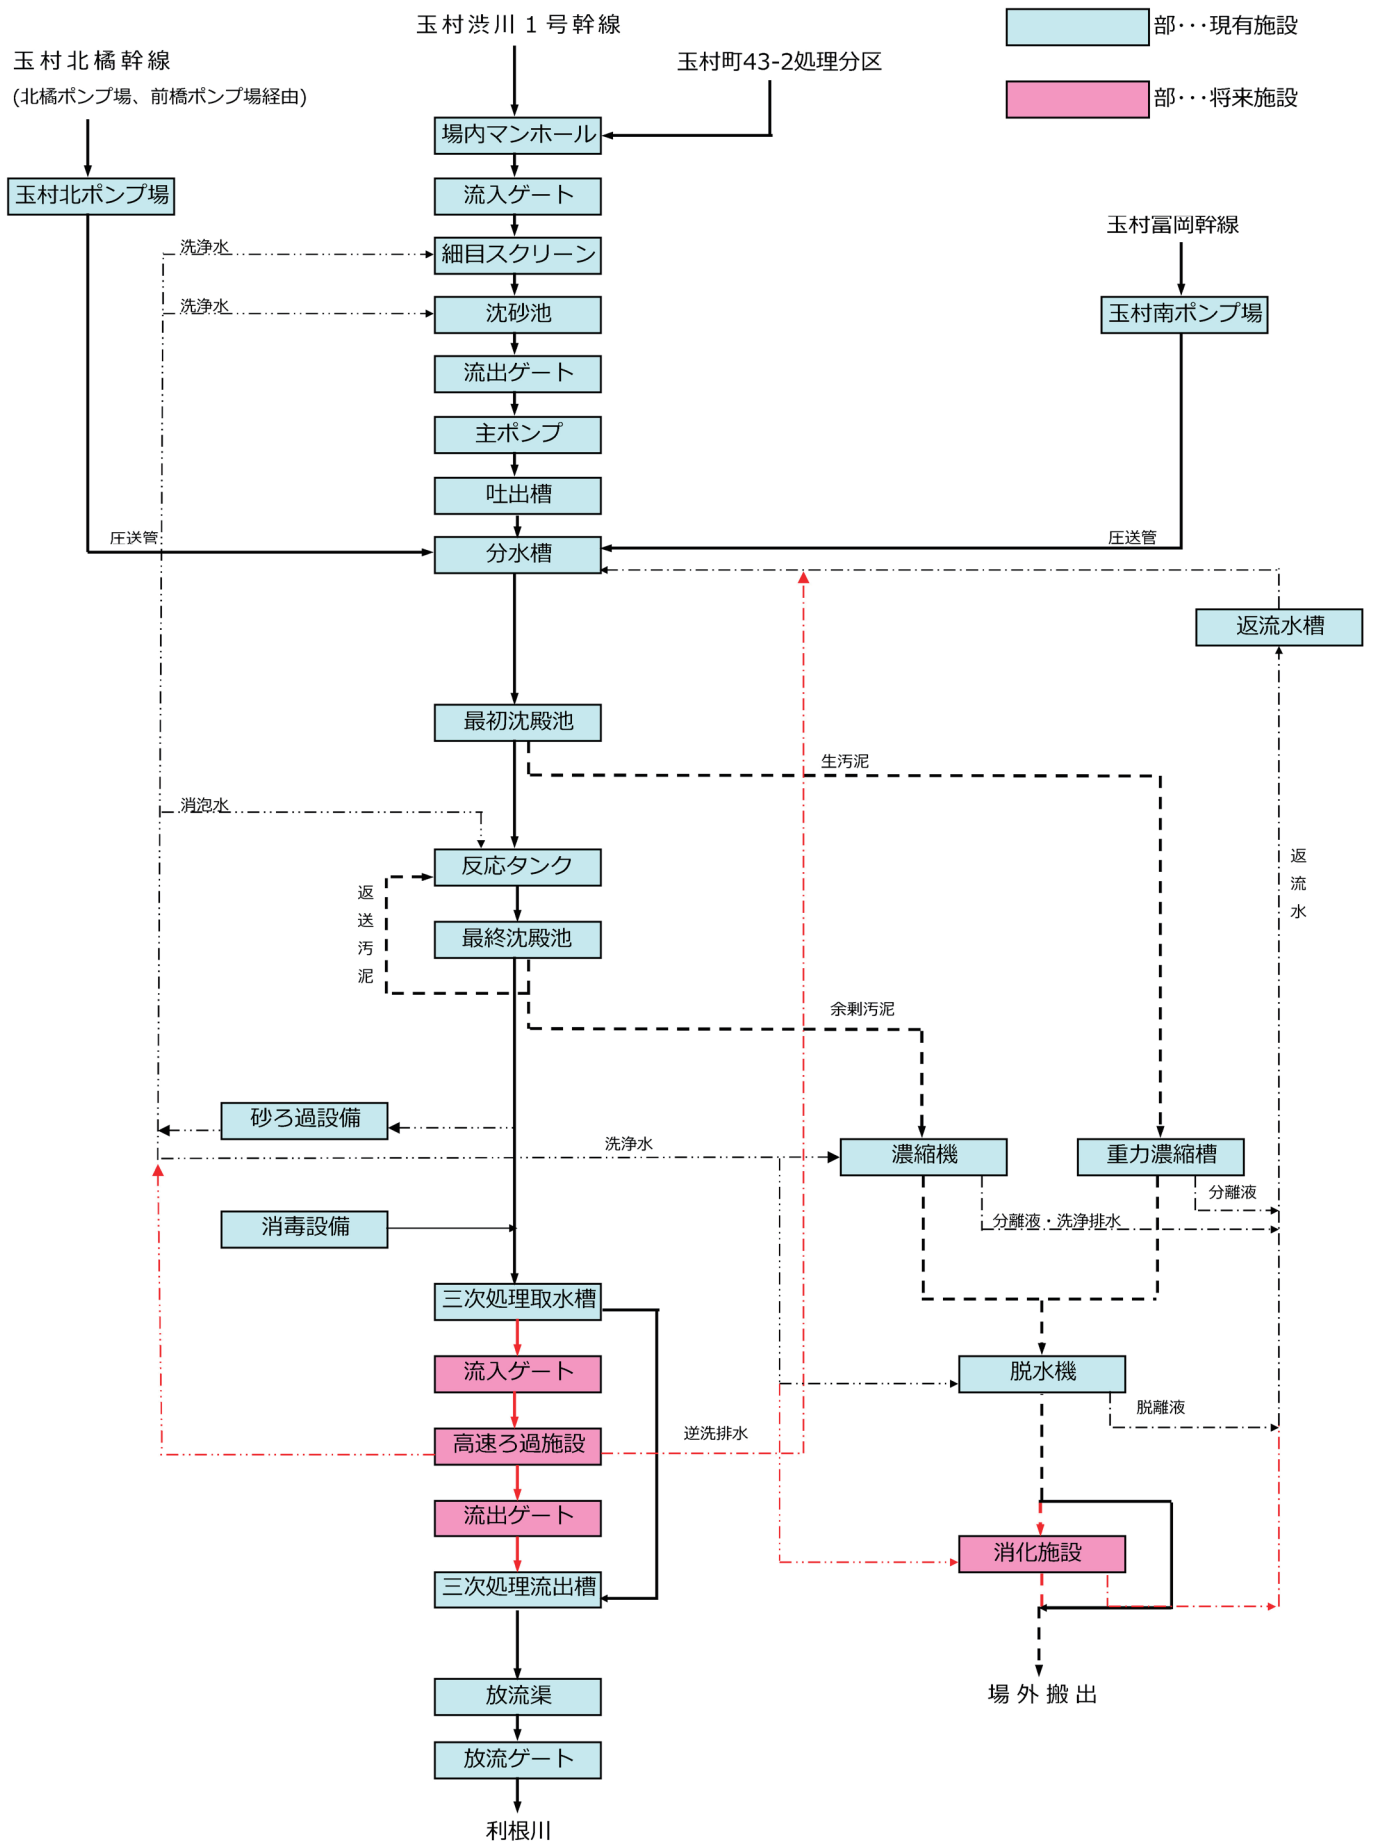 玉村渋川１号幹線
部･･･現有施設
玉村北橘幹線
(北橘ポンプ場、前橋ポンプ場経由)
玉村町43-2処理分区
部･･･将来施設
場内マンホール
玉村北ポンプ場
流入ゲート
玉村冨岡幹線
洗浄水
細目スクリーン
洗浄水
沈砂池
玉村南ポンプ場
流出ゲート
主ポンプ
吐出槽
圧送管
分水槽
圧送管
返流水槽
最初沈殿池
生汚泥
消泡水
反応タンク
返送汚泥
返流水
最終沈殿池
余剰汚泥
砂ろ過設備
洗浄水
濃縮機
重力濃縮槽
分離液
分離液・洗浄排水
消毒設備
三次処理取水槽
流入ゲート
脱水機
脱離液
高速ろ過施設
逆洗排水
流出ゲート
消化施設
三次処理流出槽
放流渠
場外搬出
放流ゲート
利根川